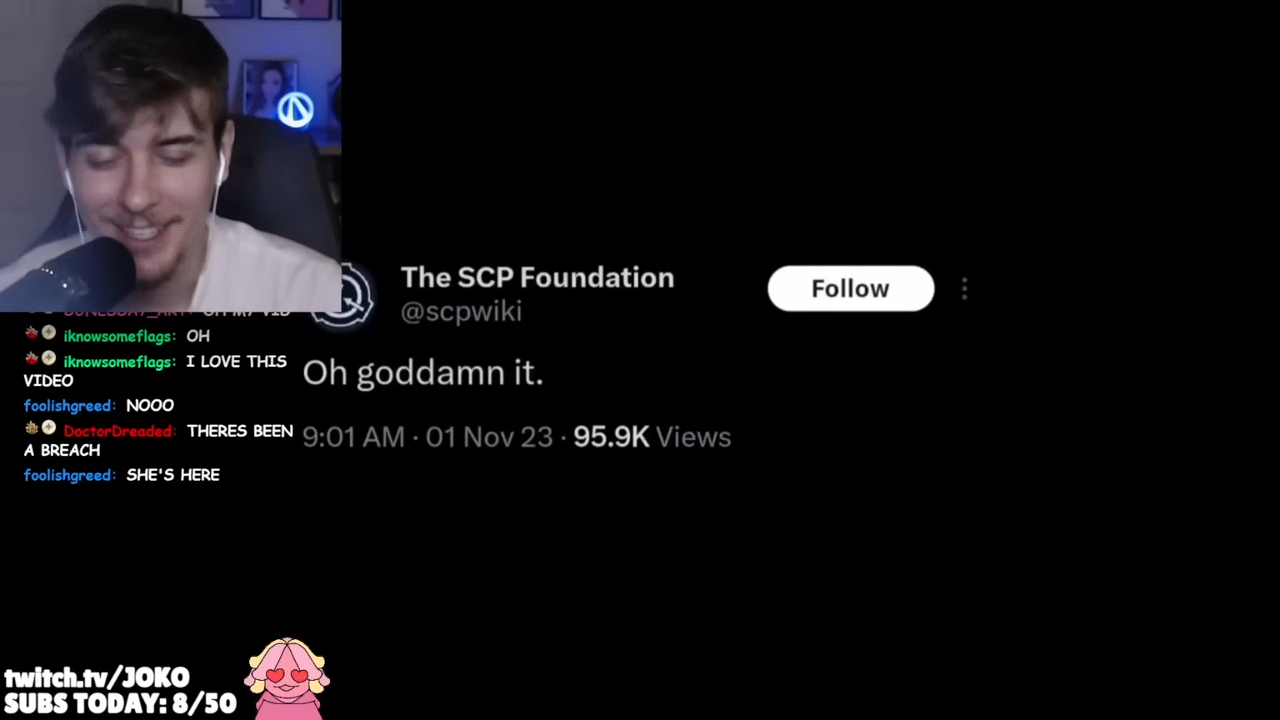 The SCP Foundation
@scpwiki
Follow
Oh goddamn it.
9:01 AM · 01 Nov 23 · 95.9K Views
iknowsomeflags: OH
iknowsomeflags: I LOVE THIS
VIDEO
foolishgreed: NOOO
DoctorDreaded: THERES BEEN
A BREACH
foolishgreed: SHE'S HERE
twitch.tv/JOKO
SUBS TODAY: 8/50